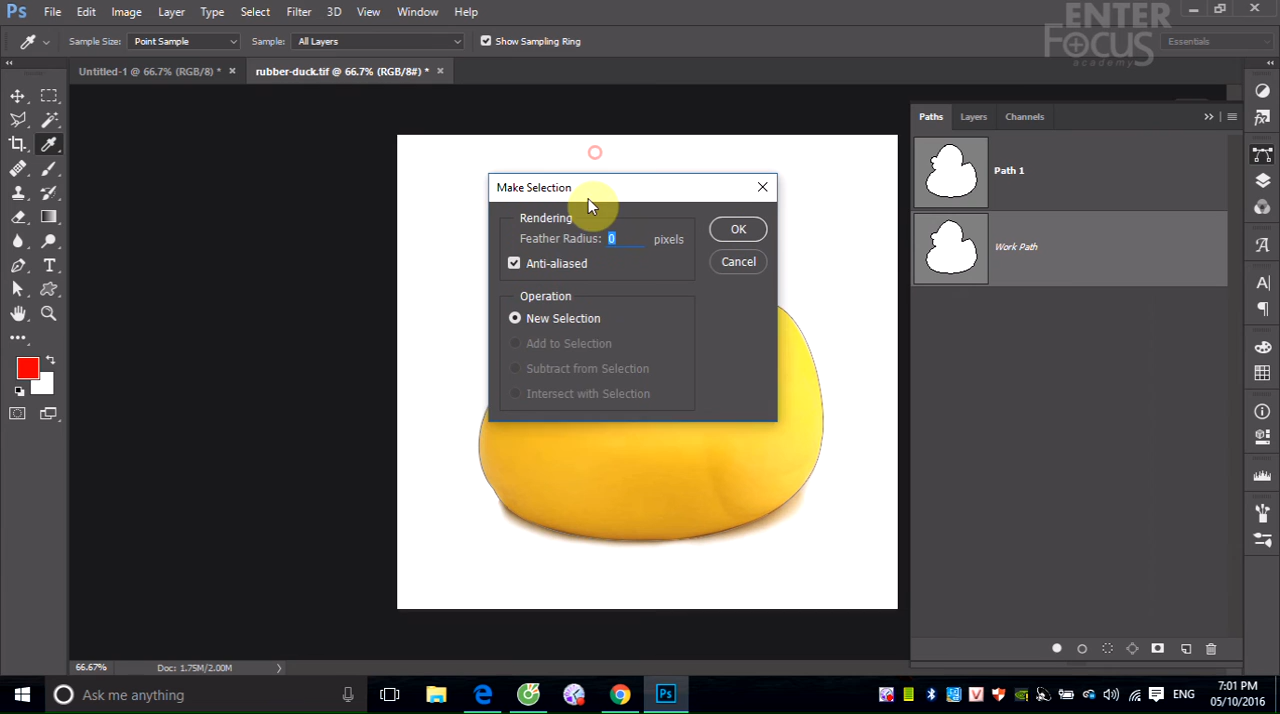 Ps File Edit Image Layer Type Select Filter 3D View Window Help
ENTER
FOCUS
academy
Sample Size: Point Sample Sample: All Layers Show Sampling Ring Essentials
Untitled-1 @ 66.7% (RGB/8) * × rubber-duck.tif @ 66.7% (RGB/8#) * ×
Paths Layers Channels
Path 1
Work Path
Make Selection
Rendering
Feather Radius: 0 pixels
Anti-aliased
OK
Cancel
Operation
New Selection
Add to Selection
Subtract from Selection
Intersect with Selection
66.67% Doc: 1.75M/2.00M
Ask me anything
Ps
ENG
7:01 PM
05/10/2016